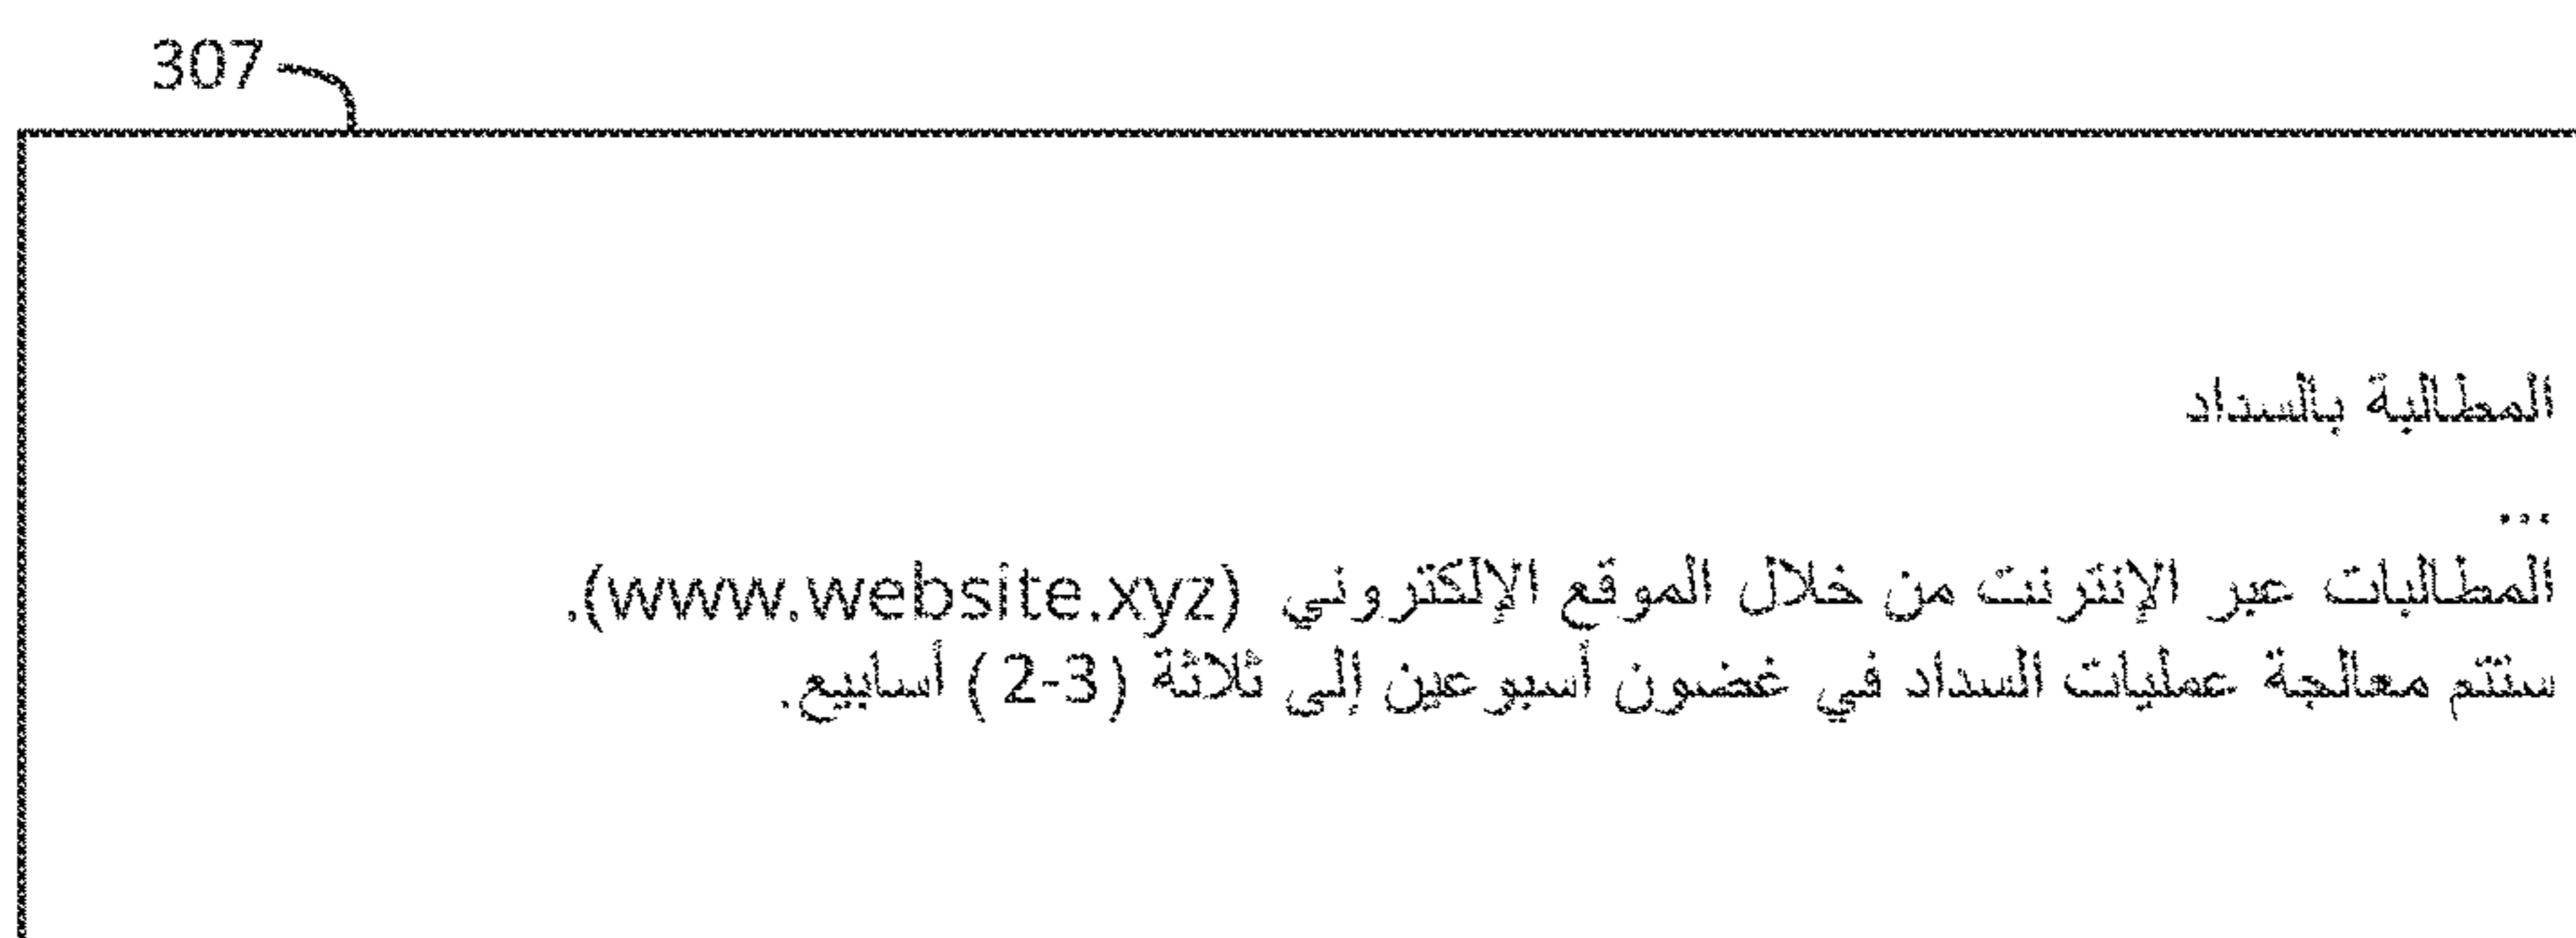 307
المطالبة بالسداد
...
المطالبات عبر الإنترنت من خلال الموقع الإلكتروني (www.website.xyz).
ستتم معالجة عمليات السداد في غضون أسبوعين إلى ثلاثة (2-3) أسابيع.